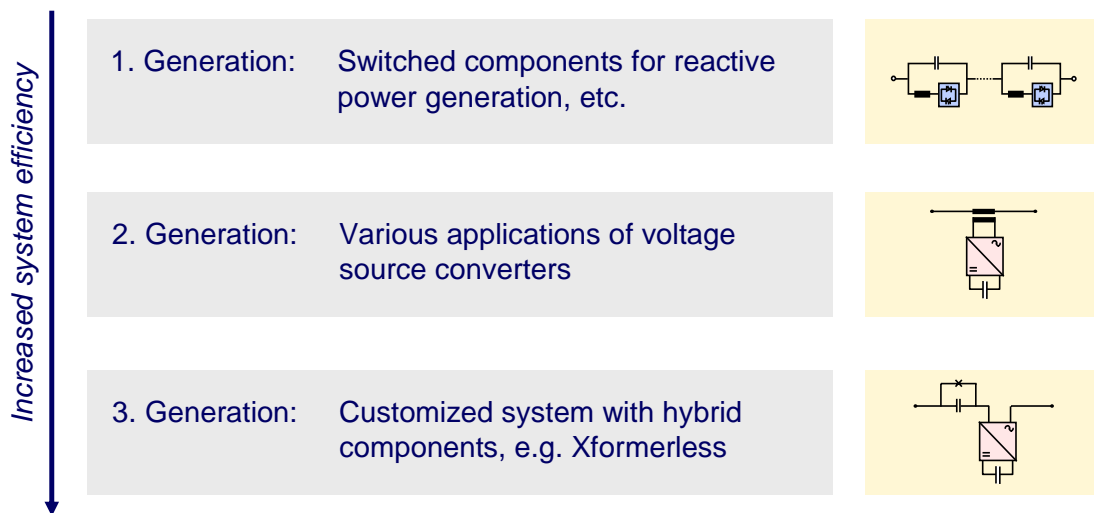 Increased system efficiency
1. Generation: Switched components for reactive
power generation, etc.
2. Generation: Various applications of voltage
source converters
3. Generation: Customized system with hybrid
components, e.g. Xformerless